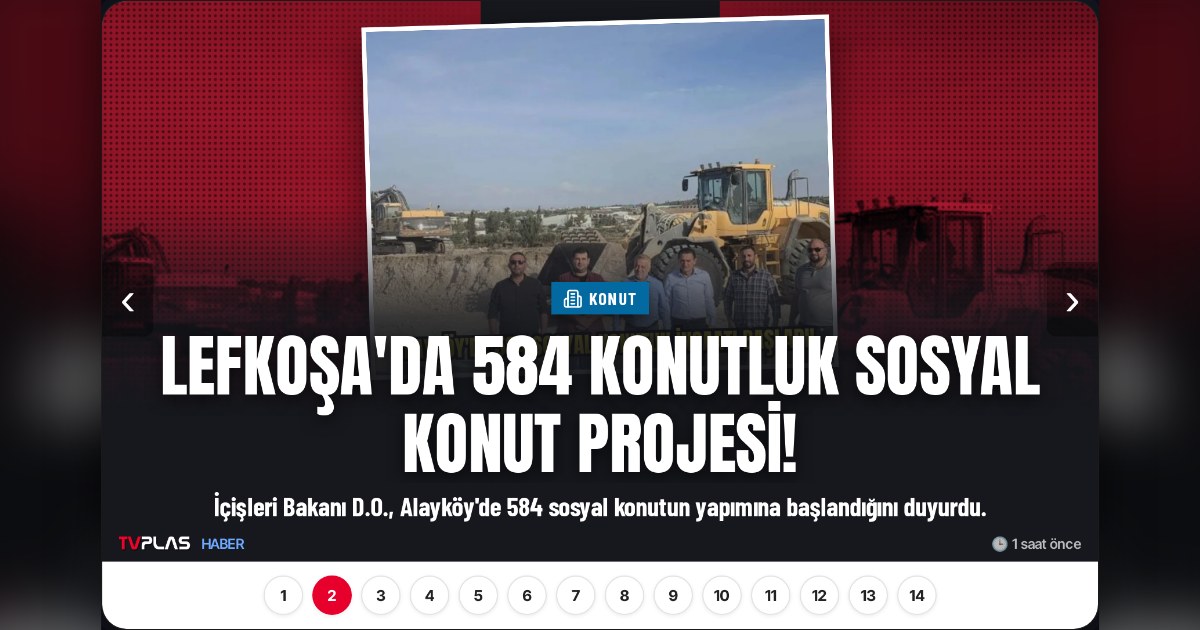 KONUT
LEFKOŞA'DA 584 KONUTLUK SOSYAL
KONUT PROJESİ!
İçişleri Bakanı D.O., Alayköy'de 584 sosyal konutun yapımına başlandığını duyurdu.
TVPLAS HABER
1 saat önce
1 2 3 4 5 6 7 8 9 10 11 12 13 14